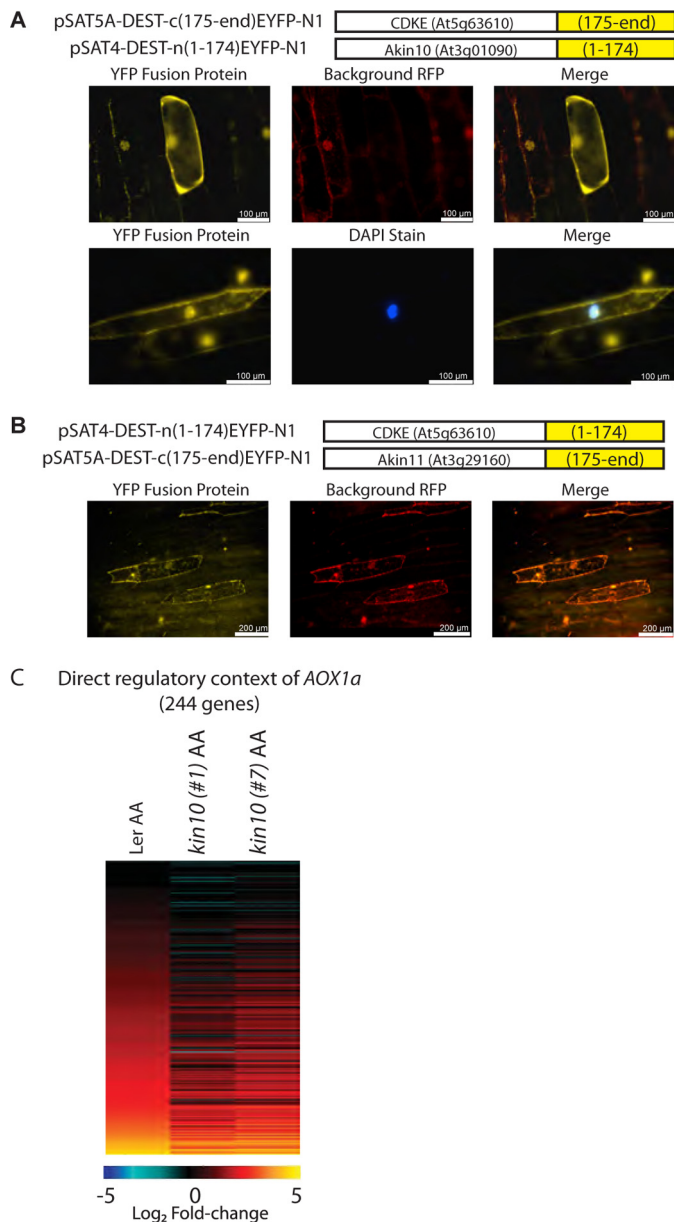 A
pSAT5A-DEST-c(175-end)EYFP-N1 CDKE (At5g63610) (175-end)
pSAT4-DEST-n(1-174)EYFP-N1 Akin10 (At3g01090) (1-174)
YFP Fusion Protein Background RFP Merge
100 µm 100 µm 100 µm
YFP Fusion Protein DAPI Stain Merge
100 µm 100 µm 100 µm
B
pSAT4-DEST-n(1-174)EYFP-N1 CDKE (At5g63610) (1-174)
pSAT5A-DEST-c(175-end)EYFP-N1 Akin11 (At3g29160) (175-end)
YFP Fusion Protein Background RFP Merge
200 µm 200 µm 200 µm
C Direct regulatory context of AOX1a
(244 genes)
Ler AA
kin10 (#1) AA
kin10 (#7) AA
-5 0 5
Log₂ Fold-change